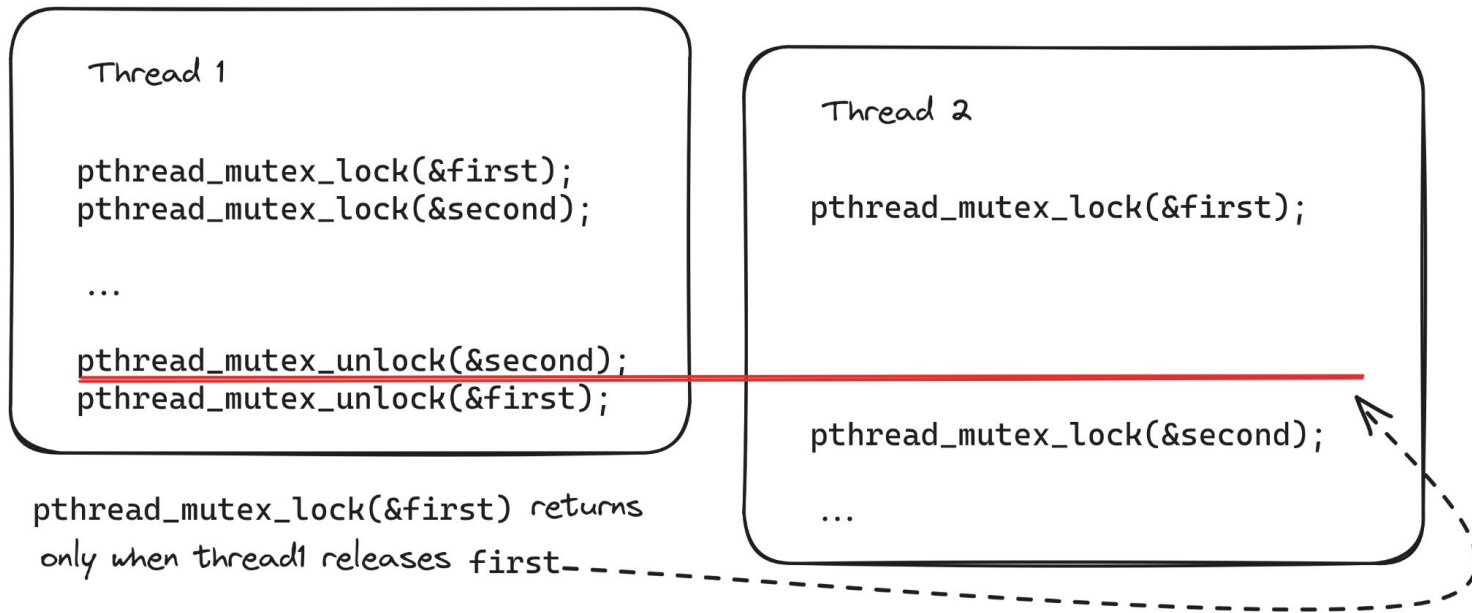 Thread 1
pthread_mutex_lock(&first);
pthread_mutex_lock(&second);
...
pthread_mutex_unlock(&second);
pthread_mutex_unlock(&first);
Thread 2
pthread_mutex_lock(&first);
pthread_mutex_lock(&second);
...
pthread_mutex_lock(&first) returns
only when thread1 releases first